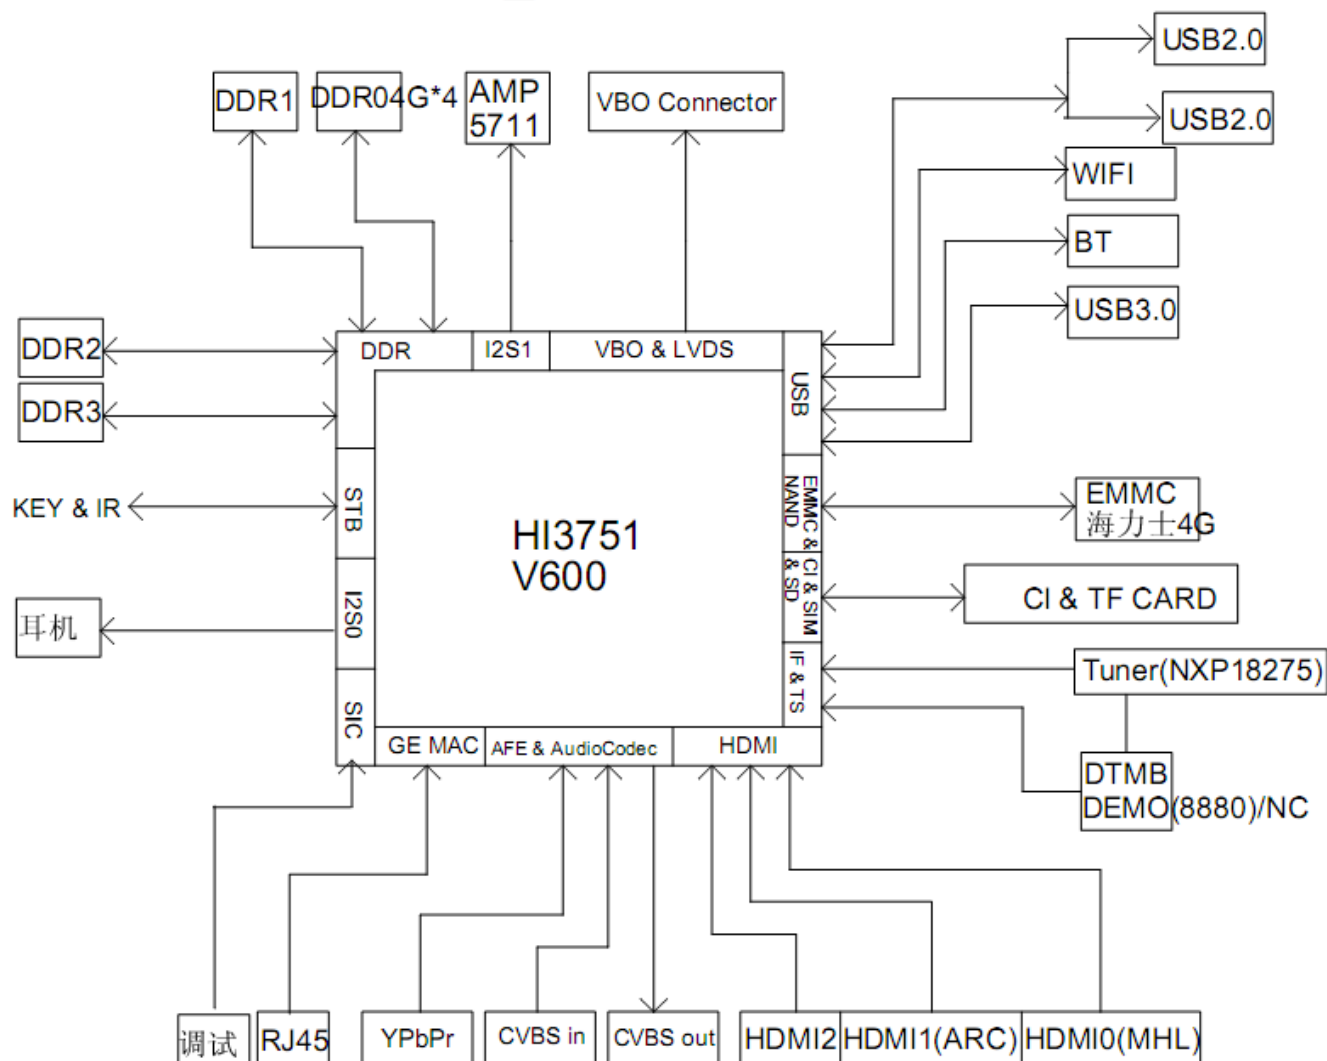 USB2.0
DDR1
DDR04G*4
AMP
5711
VBO Connector
USB2.0
WIFI
BT
USB3.0
DDR2
DDR3
DDR
I2S1
VBO & LVDS
USB
KEY & IR
STB
HI3751
V600
EMMC &
NAND
EMMC
海力士4G
CI & SIM
& SD
CI & TF CARD
耳机
I2S0
IF & TS
Tuner(NXP18275)
SIC
GE MAC
AFE & AudioCodec
HDMI
DTMB
DEMO(8880)/NC
调试
RJ45
YPbPr
CVBS in
CVBS out
HDMI2
HDMI1(ARC)
HDMI0(MHL)